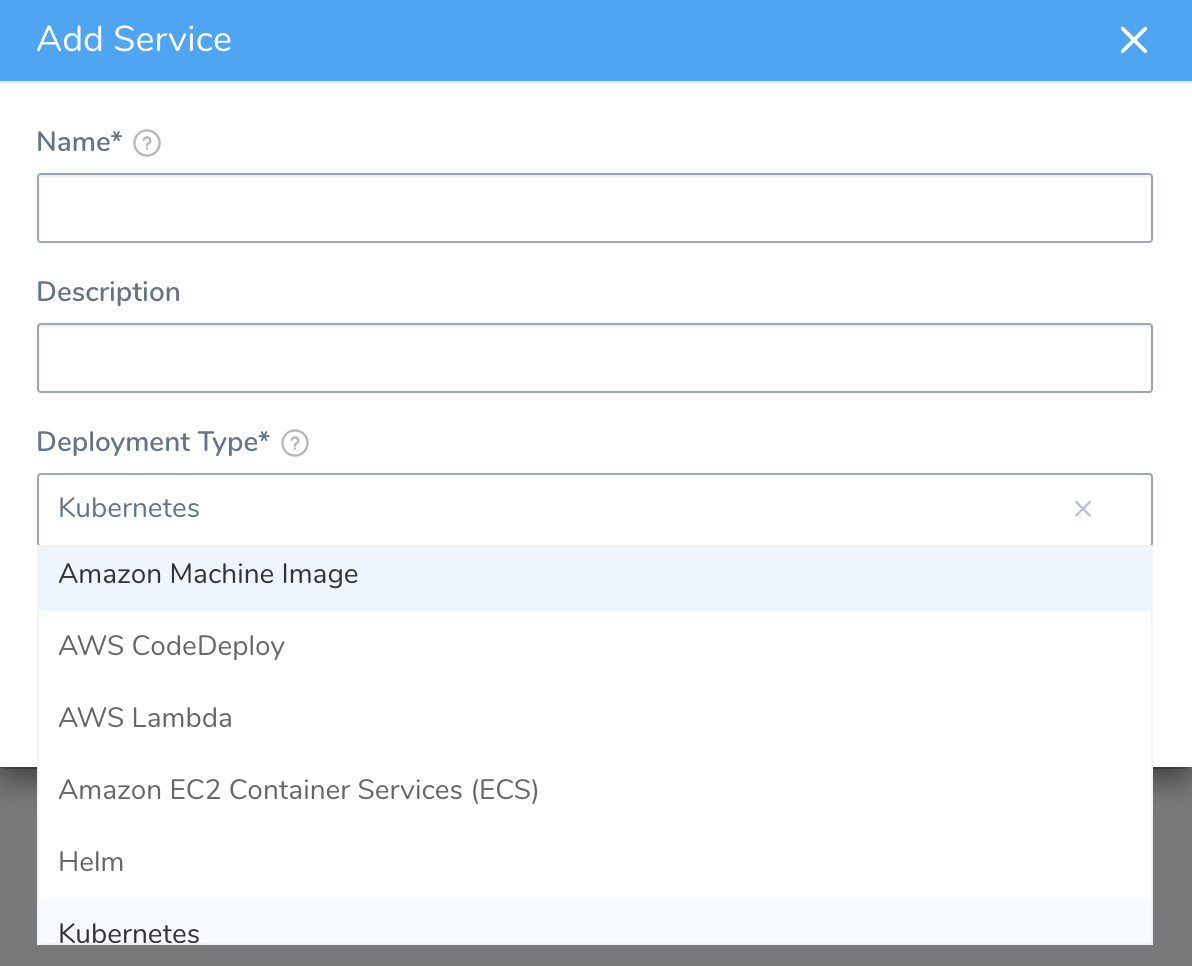 Add Service
Name* ?
Description
Deployment Type* ?
Kubernetes
Amazon Machine Image
AWS CodeDeploy
AWS Lambda
Amazon EC2 Container Services (ECS)
Helm
Kubernetes